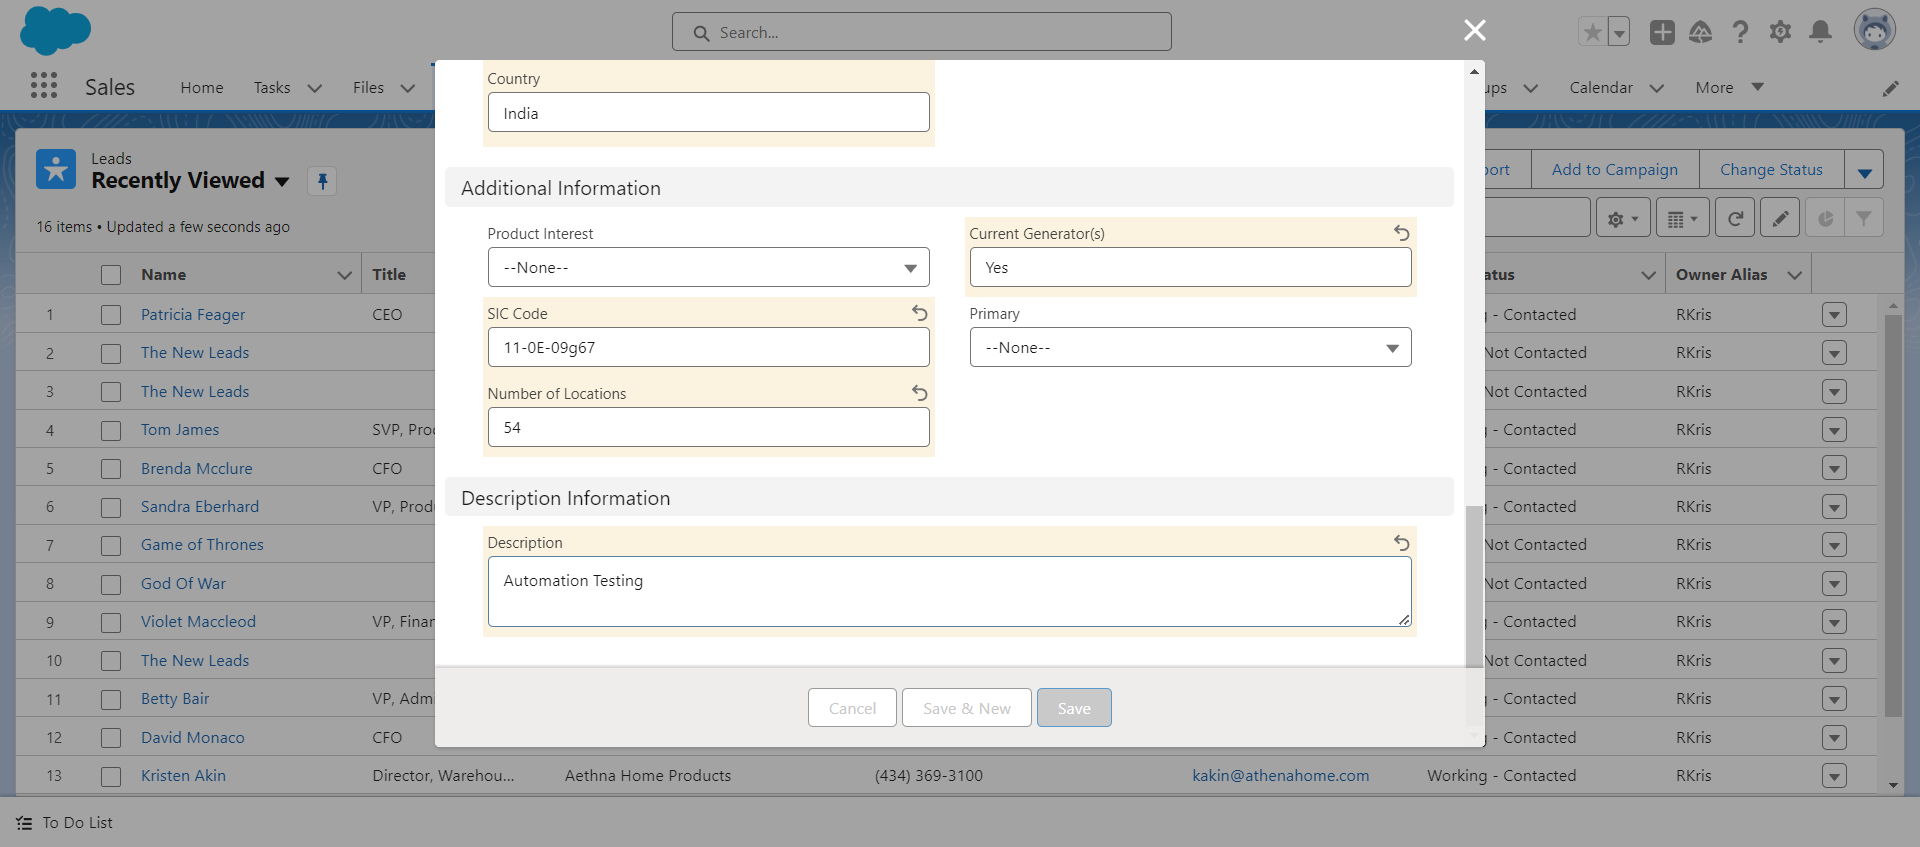 Search...
Sales
Home
Tasks
Files
ups
Calendar
More
Leads
Recently Viewed
16 items • Updated a few seconds ago
ort
Add to Campaign
Change Status
Name
Title
atus
Owner Alias
1 Patricia Feager CEO - Contacted RKris
2 The New Leads Not Contacted RKris
3 The New Leads Not Contacted RKris
4 Tom James SVP, Proc - Contacted RKris
5 Brenda Mcclure CFO - Contacted RKris
6 Sandra Eberhard VP, Produ - Contacted RKris
7 Game of Thrones Not Contacted RKris
8 God Of War Not Contacted RKris
9 Violet Maccleod VP, Finan - Contacted RKris
10 The New Leads Not Contacted RKris
11 Betty Bair VP, Admi - Contacted RKris
12 David Monaco CFO - Contacted RKris
13 Kristen Akin Director, Warehou... Aethna Home Products (434) 369-3100 kakin@athenahome.com Working - Contacted RKris
Country
India
Additional Information
Product Interest
--None--
Current Generator(s)
Yes
SIC Code
11-0E-09g67
Primary
--None--
Number of Locations
54
Description Information
Description
Automation Testing
Cancel
Save & New
Save
To Do List